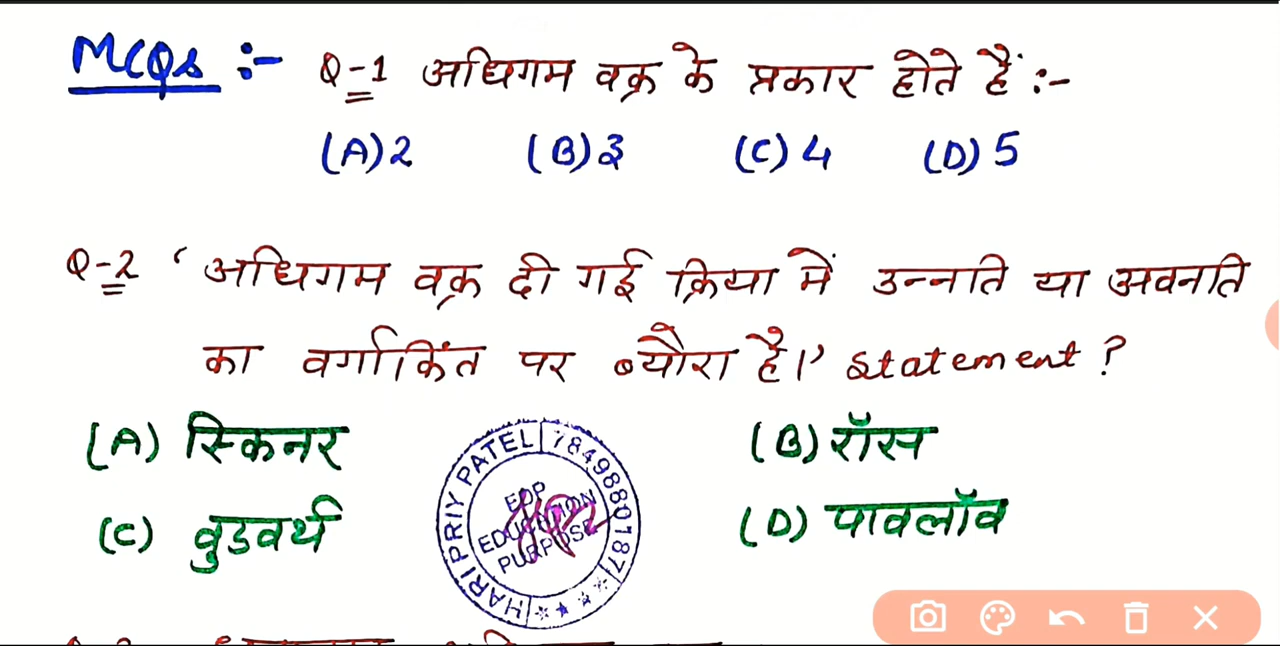 MCQs :- Q-1 अधिगम वक्र के प्रकार होते हैं :-
(A) 2 (B) 3 (C) 4 (D) 5
Q-2 ‘अधिगम वक्र दी गई क्रिया में उन्नति या अवनति
का वर्गाकिंत पर ब्यौरा है।’ Statement ?
(A) स्किनर (B) रॉस
(C) वुडवर्थ (D) पावलॉव
HARIPRIY PATEL 7849880187
EOP
EDUCATION
PURPOSE